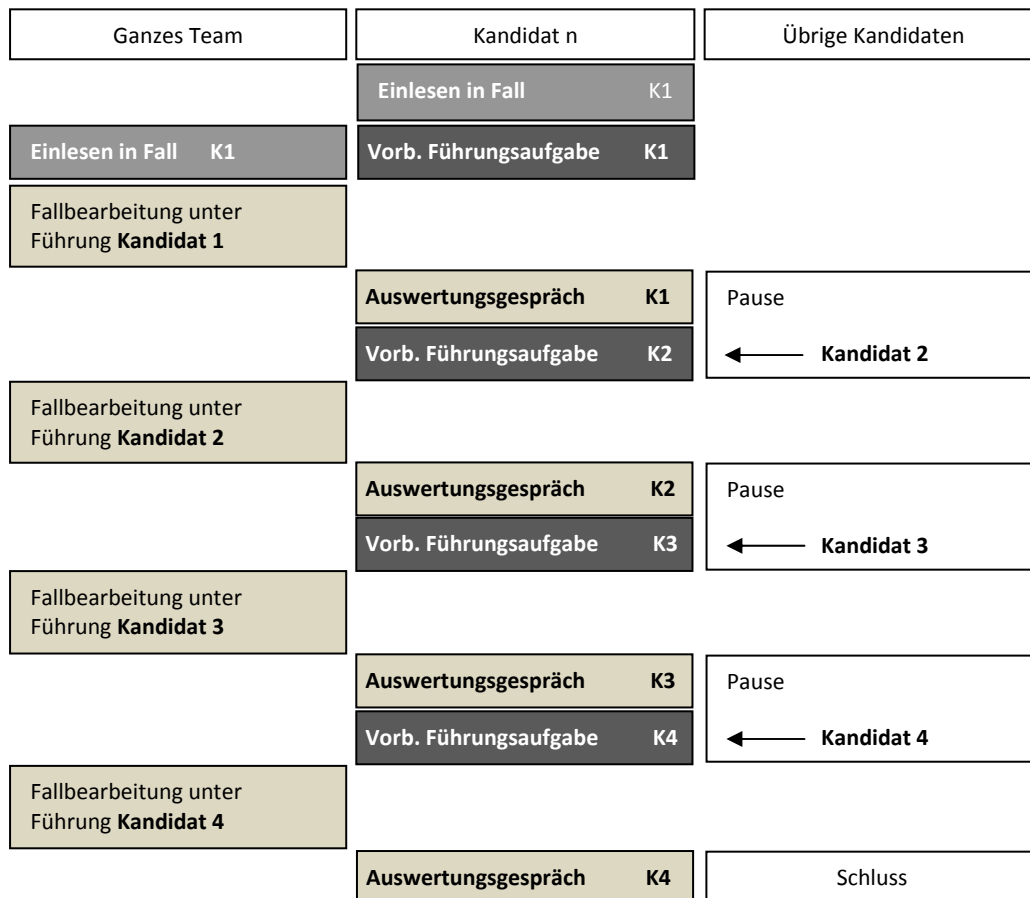 Ganzes Team
Kandidat n
Übrige Kandidaten
Einlesen in Fall K1
Einlesen in Fall K1
Vorb. Führungsaufgabe K1
Fallbearbeitung unter
Führung Kandidat 1
Auswertungsgespräch K1
Pause
Vorb. Führungsaufgabe K2
Kandidat 2
Fallbearbeitung unter
Führung Kandidat 2
Auswertungsgespräch K2
Pause
Vorb. Führungsaufgabe K3
Kandidat 3
Fallbearbeitung unter
Führung Kandidat 3
Auswertungsgespräch K3
Pause
Vorb. Führungsaufgabe K4
Kandidat 4
Fallbearbeitung unter
Führung Kandidat 4
Auswertungsgespräch K4
Schluss